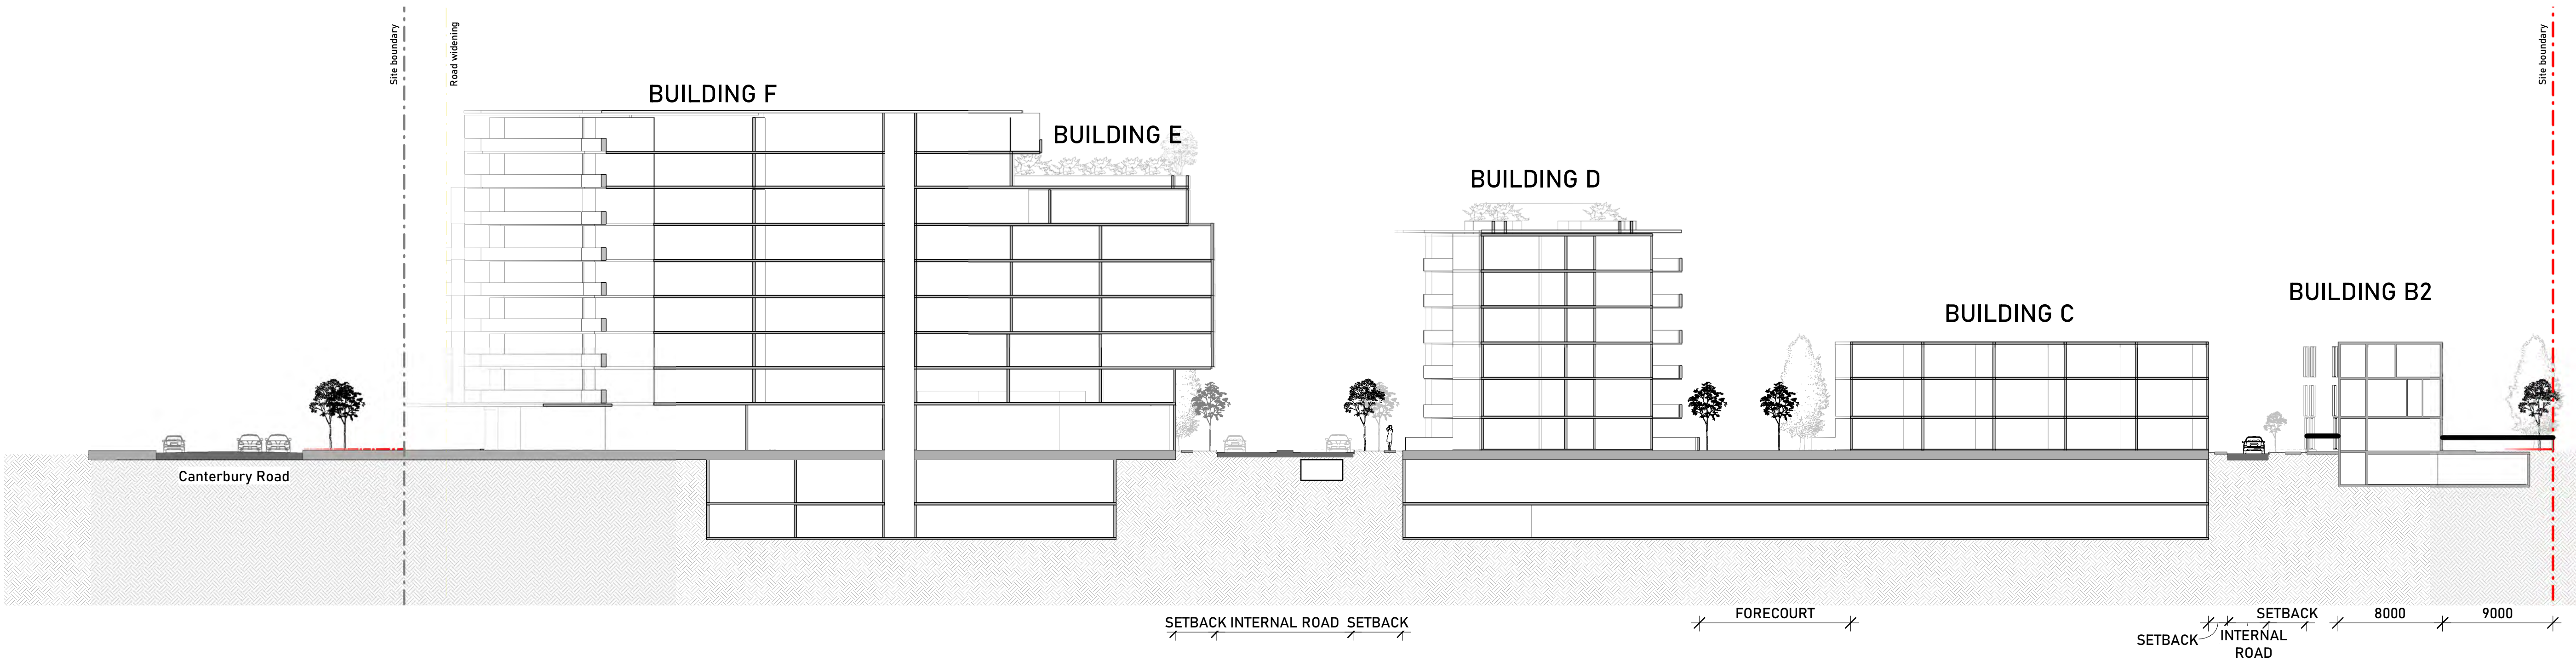 Site boundary
Road widening
Site boundary
BUILDING F
BUILDING E
BUILDING D
BUILDING B2
BUILDING C
Canterbury Road
SETBACK INTERNAL ROAD SETBACK
FORECOURT
SETBACK 8000 9000
SETBACK INTERNAL
ROAD